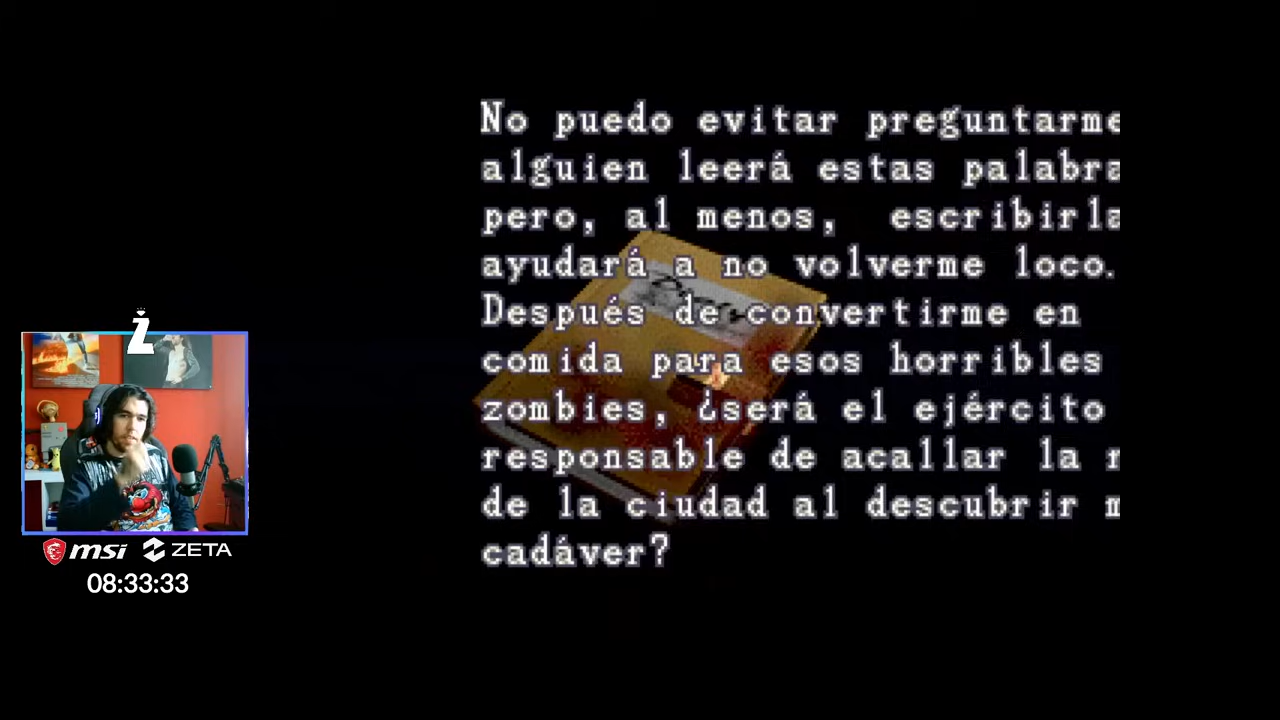 No puedo evitar preguntarme
alguien leerá estas palabra
pero, al menos, escribirla
ayudará a no volverme loco.
Después de convertirme en
comida para esos horribles
zombies, ¿será el ejército
responsable de acallar la
de la ciudad al descubrir
cadáver?
Z
msi ZETA
08:33:33